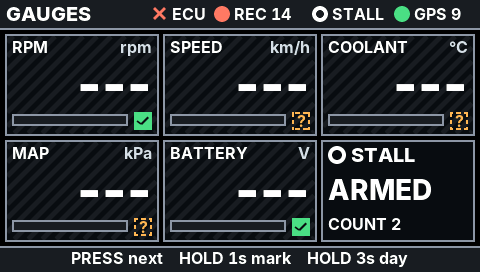 GAUGES ✕ ECU REC 14 STALL GPS 9
RPM rpm
---
SPEED km/h
---
?
COOLANT °C
---
?
MAP kPa
---
?
BATTERY V
---
STALL
ARMED
COUNT 2
PRESS next HOLD 1s mark HOLD 3s day